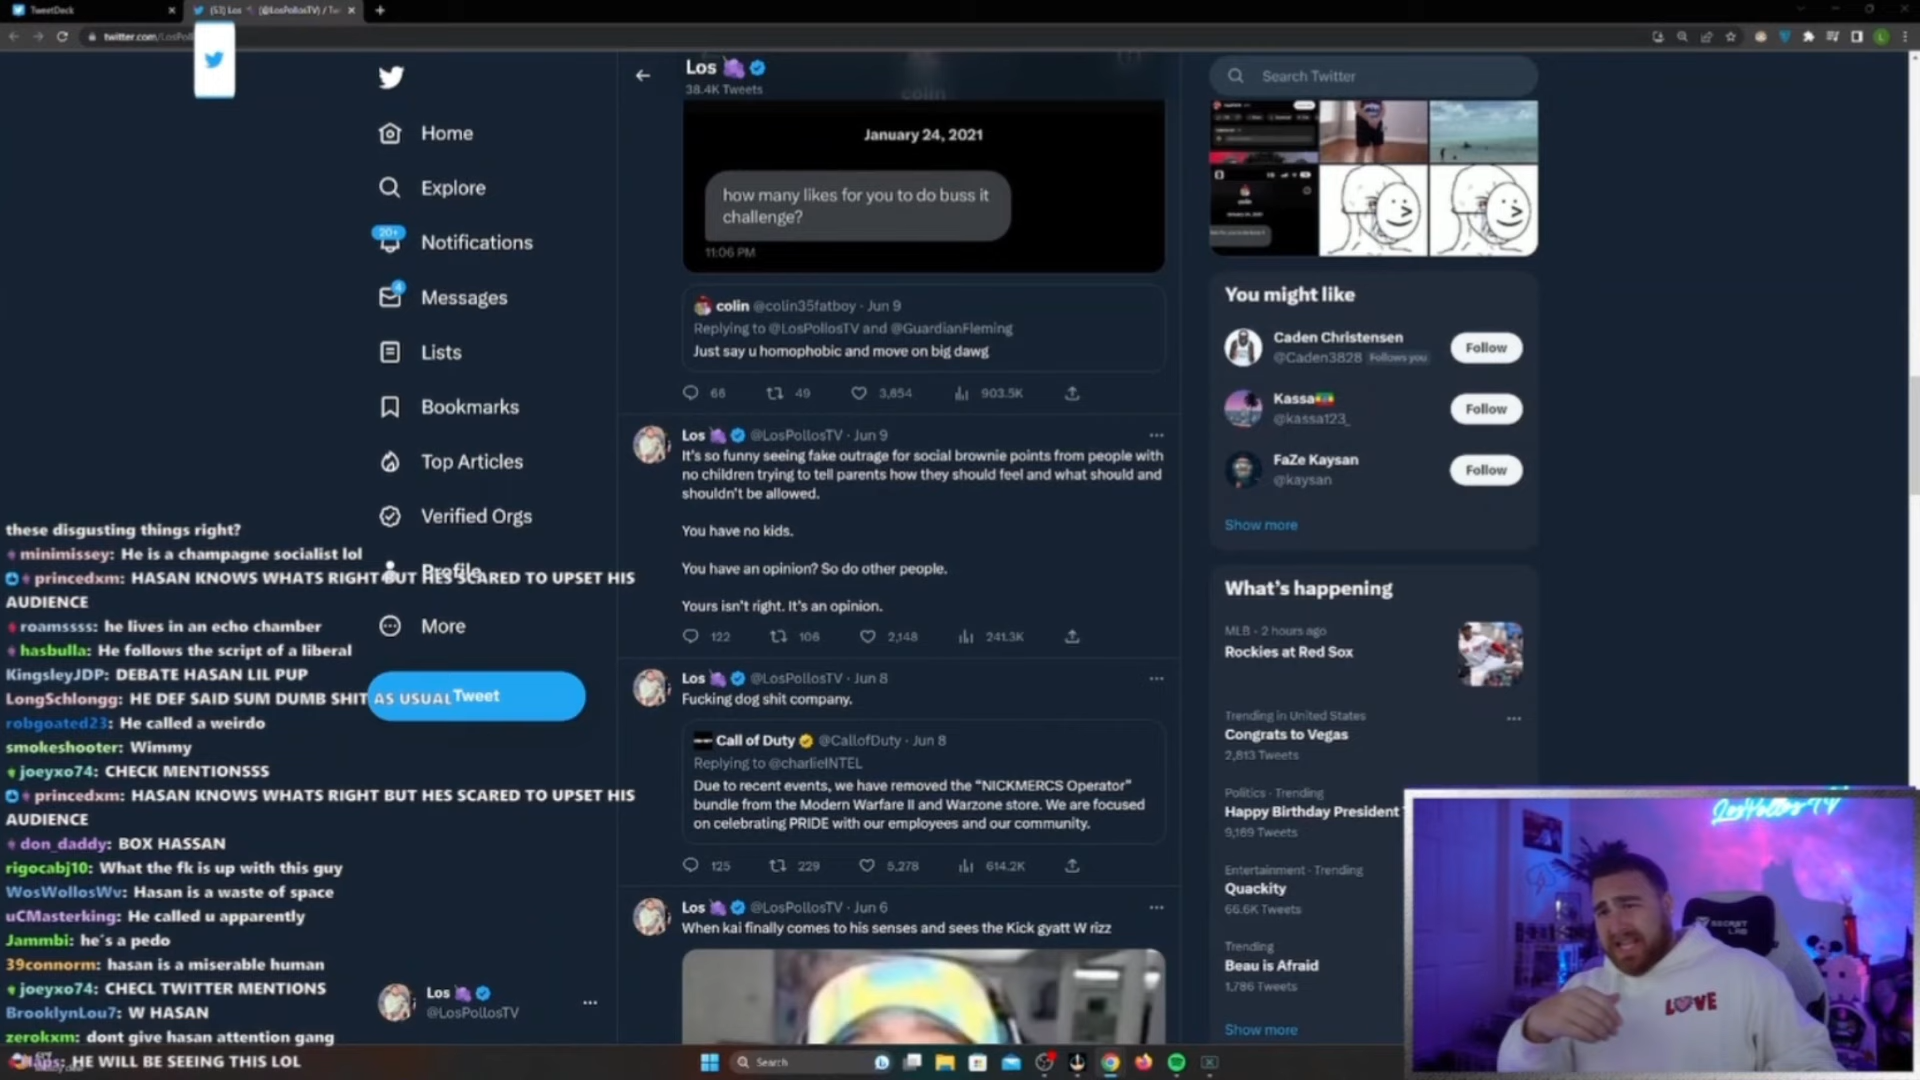 TweetDeck
(53) Los (@LosPollosTV) / Tw
twitter.com/LosPoll
Home
Explore
20+
Notifications
4
Messages
Lists
Bookmarks
Top Articles
Verified Orgs
Profile
More
Tweet
Los
@LosPollosTV
these disgusting things right?
minimissey: He is a champagne socialist lol
princedxm: HASAN KNOWS WHATS RIGHT BUT HES SCARED TO UPSET HIS
AUDIENCE
roamssss: he lives in an echo chamber
hasbulla: He follows the script of a liberal
KingsleyJDP: DEBATE HASAN LIL PUP
LongSchlongg: HE DEF SAID SUM DUMB SHIT AS USUAL
robgoated23: He called a weirdo
smokeshooter: Wimmy
joeyxo74: CHECK MENTIONSSS
princedxm: HASAN KNOWS WHATS RIGHT BUT HES SCARED TO UPSET HIS
AUDIENCE
don_daddy: BOX HASSAN
rigocabj10: What the fk is up with this guy
WosWollosWv: Hasan is a waste of space
uCMasterking: He called u apparently
Jammbi: he's a pedo
39connorm: hasan is a miserable human
joeyxo74: CHECL TWITTER MENTIONS
BrooklynLou7: W HASAN
zerokxm: dont give hasan attention gang
HE WILL BE SEEING THIS LOL
Los
38.4K Tweets
colin
January 24, 2021
how many likes for you to do buss it
challenge?
11:06 PM
colin @colin35fatboy · Jun 9
Replying to @LosPollosTV and @GuardianFleming
Just say u homophobic and move on big dawg
66 49 3,654 903.5K
Los @LosPollosTV · Jun 9
It's so funny seeing fake outrage for social brownie points from people with
no children trying to tell parents how they should feel and what should and
shouldn't be allowed.
You have no kids.
You have an opinion? So do other people.
Yours isn't right. It's an opinion.
122 106 2,148 241.3K
Los @LosPollosTV · Jun 8
Fucking dog shit company.
Call of Duty @CallofDuty · Jun 8
Replying to @charlieINTEL
Due to recent events, we have removed the "NICKMERCS Operator"
bundle from the Modern Warfare II and Warzone store. We are focused
on celebrating PRIDE with our employees and our community.
125 229 5,278 614.2K
Los @LosPollosTV · Jun 6
When kai finally comes to his senses and sees the Kick gyatt W rizz
Search Twitter
You might like
Caden Christensen
@Caden3828 Follows you
Follow
Kassa
@kassa123_
Follow
FaZe Kaysan
@kaysan
Follow
Show more
What's happening
MLB · 2 hours ago
Rockies at Red Sox
Trending in United States
Congrats to Vegas
2,813 Tweets
Politics · Trending
Happy Birthday President
9,169 Tweets
Entertainment · Trending
Quackity
66.6K Tweets
Trending
Beau is Afraid
1,786 Tweets
Show more
LosPollosTV
SECRET
LAB
LOVE
Search